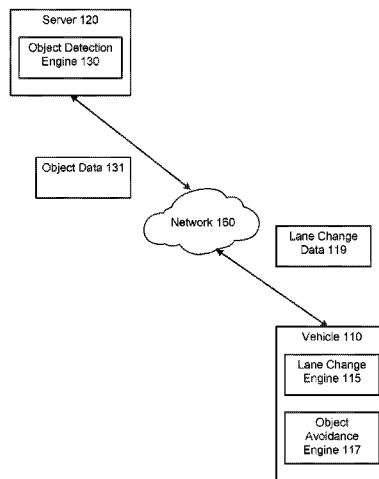 Server 120
Object Detection
Engine 130
Object Data 131
Network 160
Lane Change
Data 119
Vehicle 110
Lane Change
Engine 115
Object
Avoidance
Engine 117